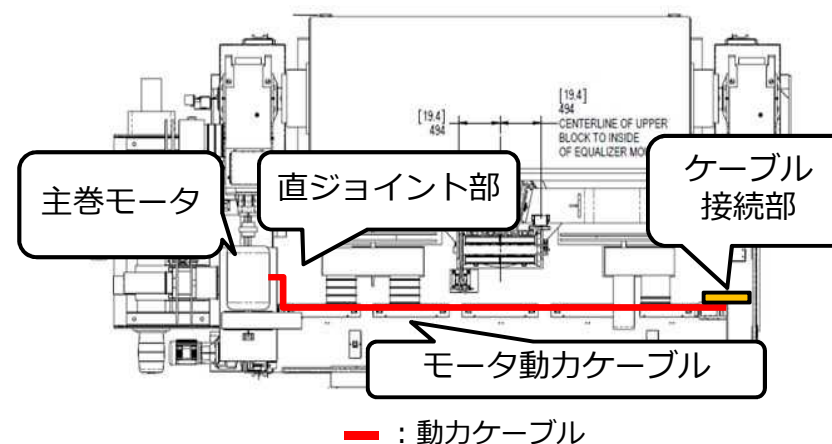 [19.4]
494
[19.4]
494
CENTERLINE OF UPPER
BLOCK TO INSIDE
OF EQUALIZER
主巻モータ
直ジョイント部
ケーブル
接続部
モータ動力ケーブル
：動力ケーブル